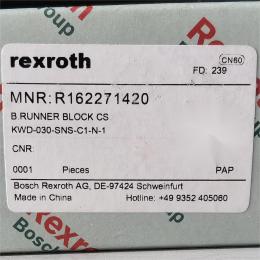 rexroth
CN60
FD: 239
MNR:R162271420
B.RUNNER BLOCK CS
KWD-030-SNS-C1-N-1
CNR:
0001 Pieces PAP
Bosch Rexroth AG, DE-97424 Schweinfurt
Made in China Hotline: +49 9352 405060